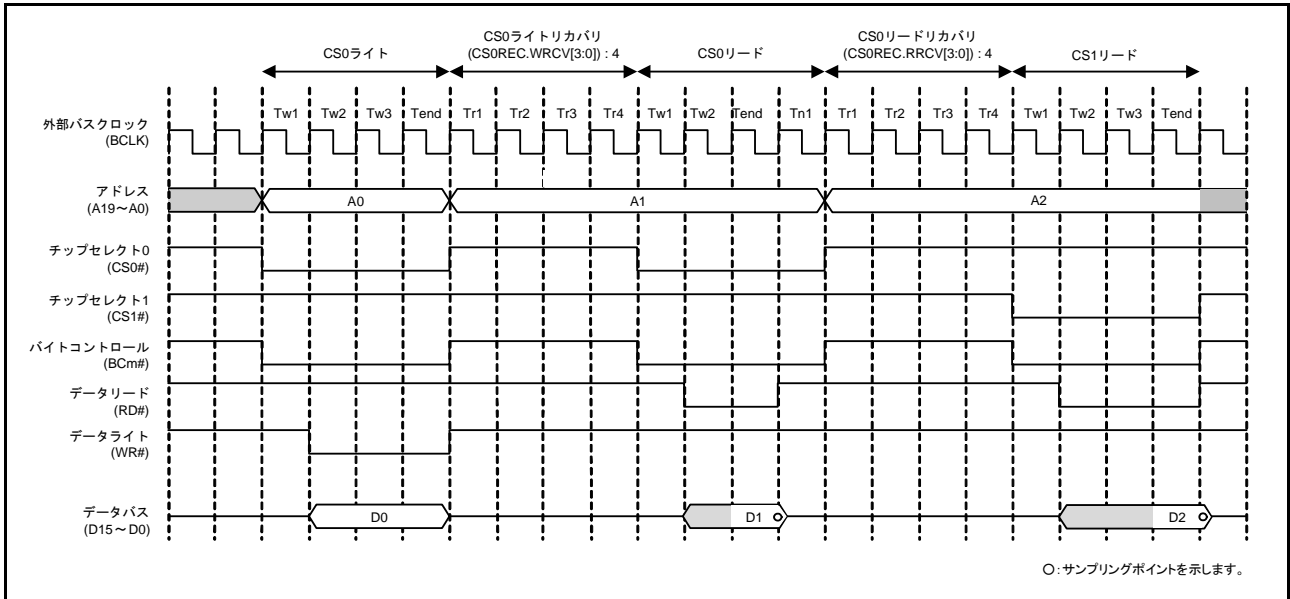 CS0ライト
CS0ライトリカバリ
(CS0REC.WRCV[3:0]) : 4
CS0リード
CS0リードリカバリ
(CS0REC.RRCV[3:0]) : 4
CS1リード
Tw1 Tw2 Tw3 Tend Tr1 Tr2 Tr3 Tr4 Tw1 Tw2 Tend Tn1 Tr1 Tr2 Tr3 Tr4 Tw1 Tw2 Tw3 Tend
外部バスクロック
(BCLK)
アドレス
(A19~A0)
A0 A1 A2
チップセレクト0
(CS0#)
チップセレクト1
(CS1#)
バイトコントロール
(BCm#)
データリード
(RD#)
データライト
(WR#)
データバス
(D15~D0)
D0 D1 D2
○:サンプリングポイントを示します。